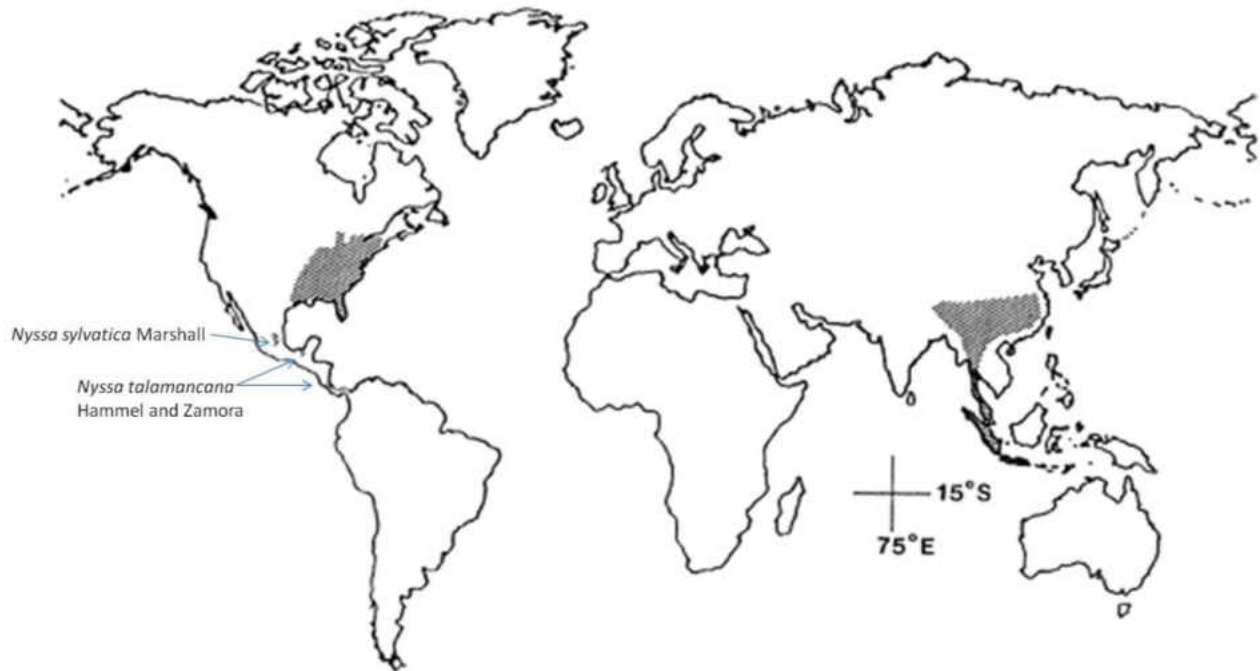 Nyssa sylvatica Marshall
Nyssa talamancana
Hammel and Zamora
15°S
75°E